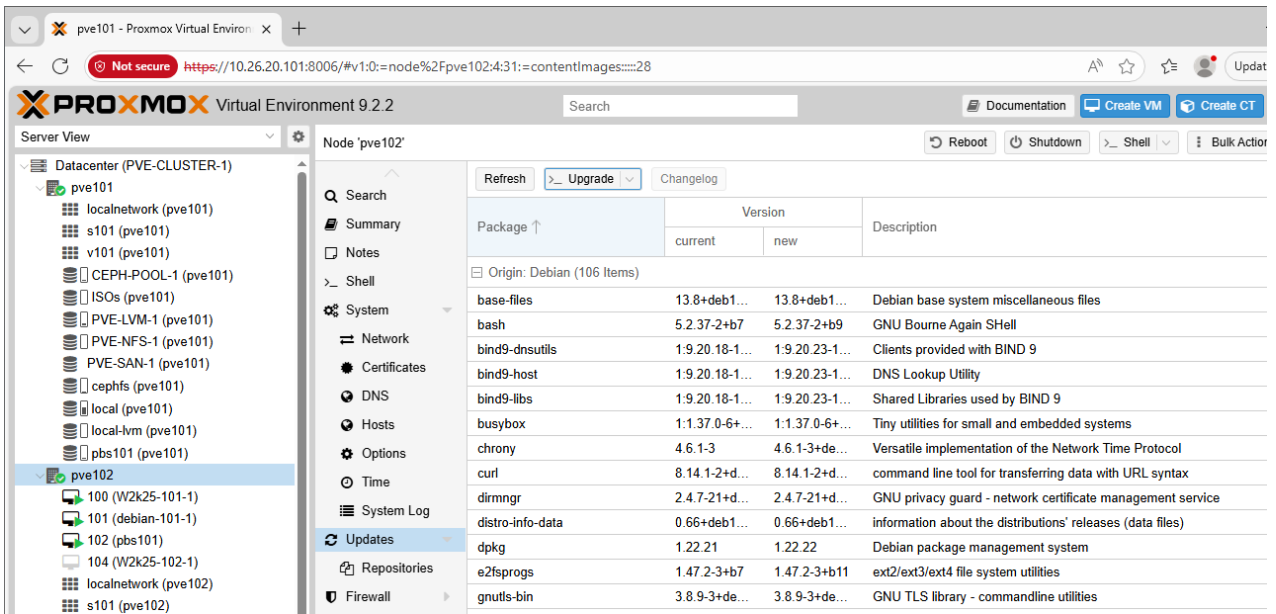 pve101 - Proxmox Virtual Environ
Not secure https://10.26.20.101:8006/#v1:0:=node%2Fpve102:4:31:=contentImages:::::28 Updat
PROXMOX Virtual Environment 9.2.2 Search Documentation Create VM Create CT
Server View Node 'pve102' Reboot Shutdown Shell Bulk Action
Datacenter (PVE-CLUSTER-1)
pve101
localnetwork (pve101)
s101 (pve101)
v101 (pve101)
CEPH-POOL-1 (pve101)
ISOs (pve101)
PVE-LVM-1 (pve101)
PVE-NFS-1 (pve101)
PVE-SAN-1 (pve101)
cephfs (pve101)
local (pve101)
local-lvm (pve101)
pbs101 (pve101)
pve102
100 (W2k25-101-1)
101 (debian-101-1)
102 (pbs101)
104 (W2k25-102-1)
localnetwork (pve102)
s101 (pve102)
Search
Summary
Notes
Shell
System
Network
Certificates
DNS
Hosts
Options
Time
System Log
Updates
Repositories
Firewall
Refresh >_ Upgrade Changelog
Package Version Description
current new
Origin: Debian (106 Items)
base-files 13.8+deb1... 13.8+deb1... Debian base system miscellaneous files
bash 5.2.37-2+b7 5.2.37-2+b9 GNU Bourne Again SHell
bind9-dnsutils 1:9.20.18-1... 1:9.20.23-1... Clients provided with BIND 9
bind9-host 1:9.20.18-1... 1:9.20.23-1... DNS Lookup Utility
bind9-libs 1:9.20.18-1... 1:9.20.23-1... Shared Libraries used by BIND 9
busybox 1:1.37.0-6+... 1:1.37.0-6+... Tiny utilities for small and embedded systems
chrony 4.6.1-3 4.6.1-3+de... Versatile implementation of the Network Time Protocol
curl 8.14.1-2+d... 8.14.1-2+d... command line tool for transferring data with URL syntax
dirmngr 2.4.7-21+d... 2.4.7-21+d... GNU privacy guard - network certificate management service
distro-info-data 0.66+deb1... 0.66+deb1... information about the distributions' releases (data files)
dpkg 1.22.21 1.22.22 Debian package management system
e2fsprogs 1.47.2-3+b7 1.47.2-3+b11 ext2/ext3/ext4 file system utilities
gnutls-bin 3.8.9-3+de... 3.8.9-3+de... GNU TLS library - commandline utilities